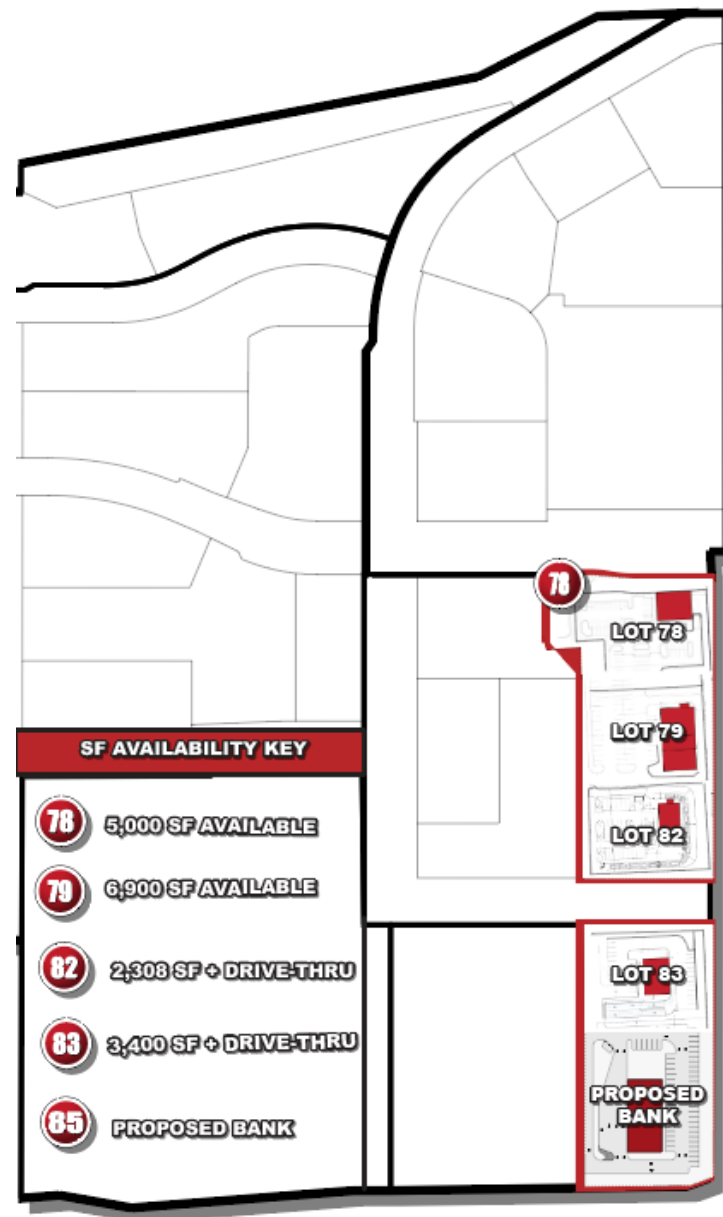 78
LOT 78
LOT 79
LOT 82
SF AVAILABILITY KEY
78 5,000 SF AVAILABLE
79 6,900 SF AVAILABLE
82 2,308 SF + DRIVE-THRU
83 3,400 SF + DRIVE-THRU
85 PROPOSED BANK
LOT 83
PROPOSED
BANK